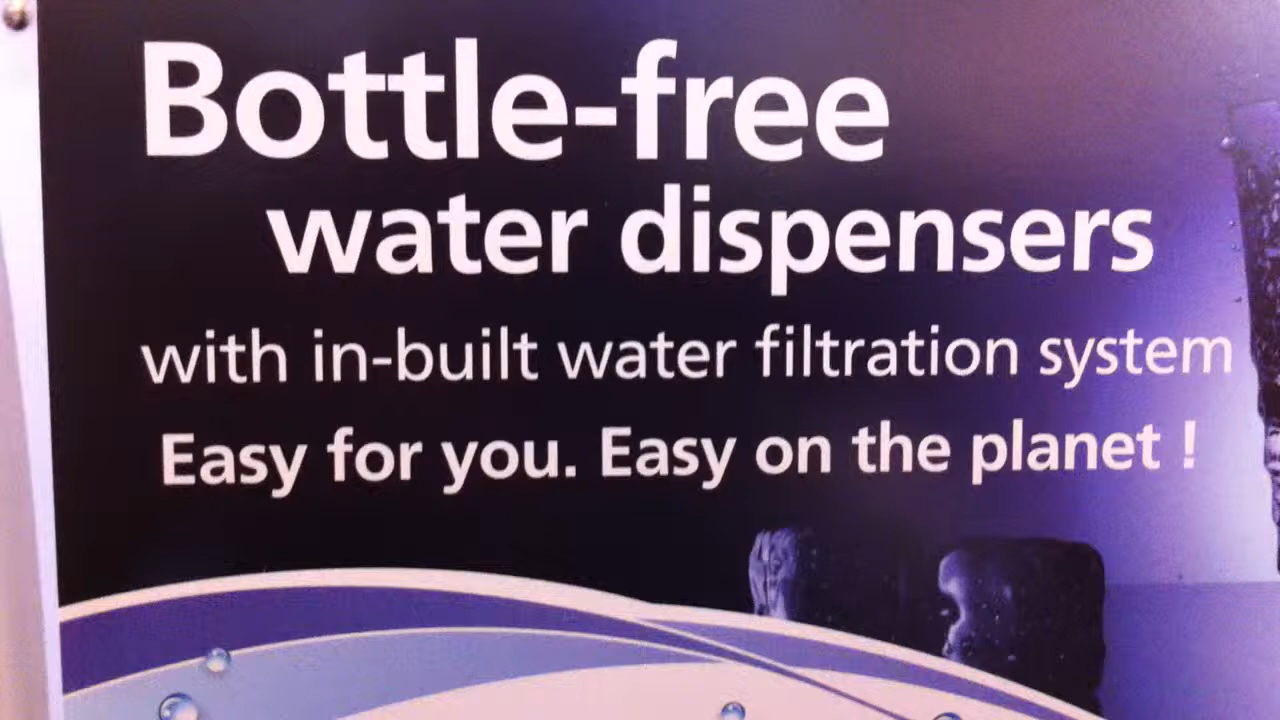 Bottle-free
water dispensers
with in-built water filtration system
Easy for you. Easy on the planet !